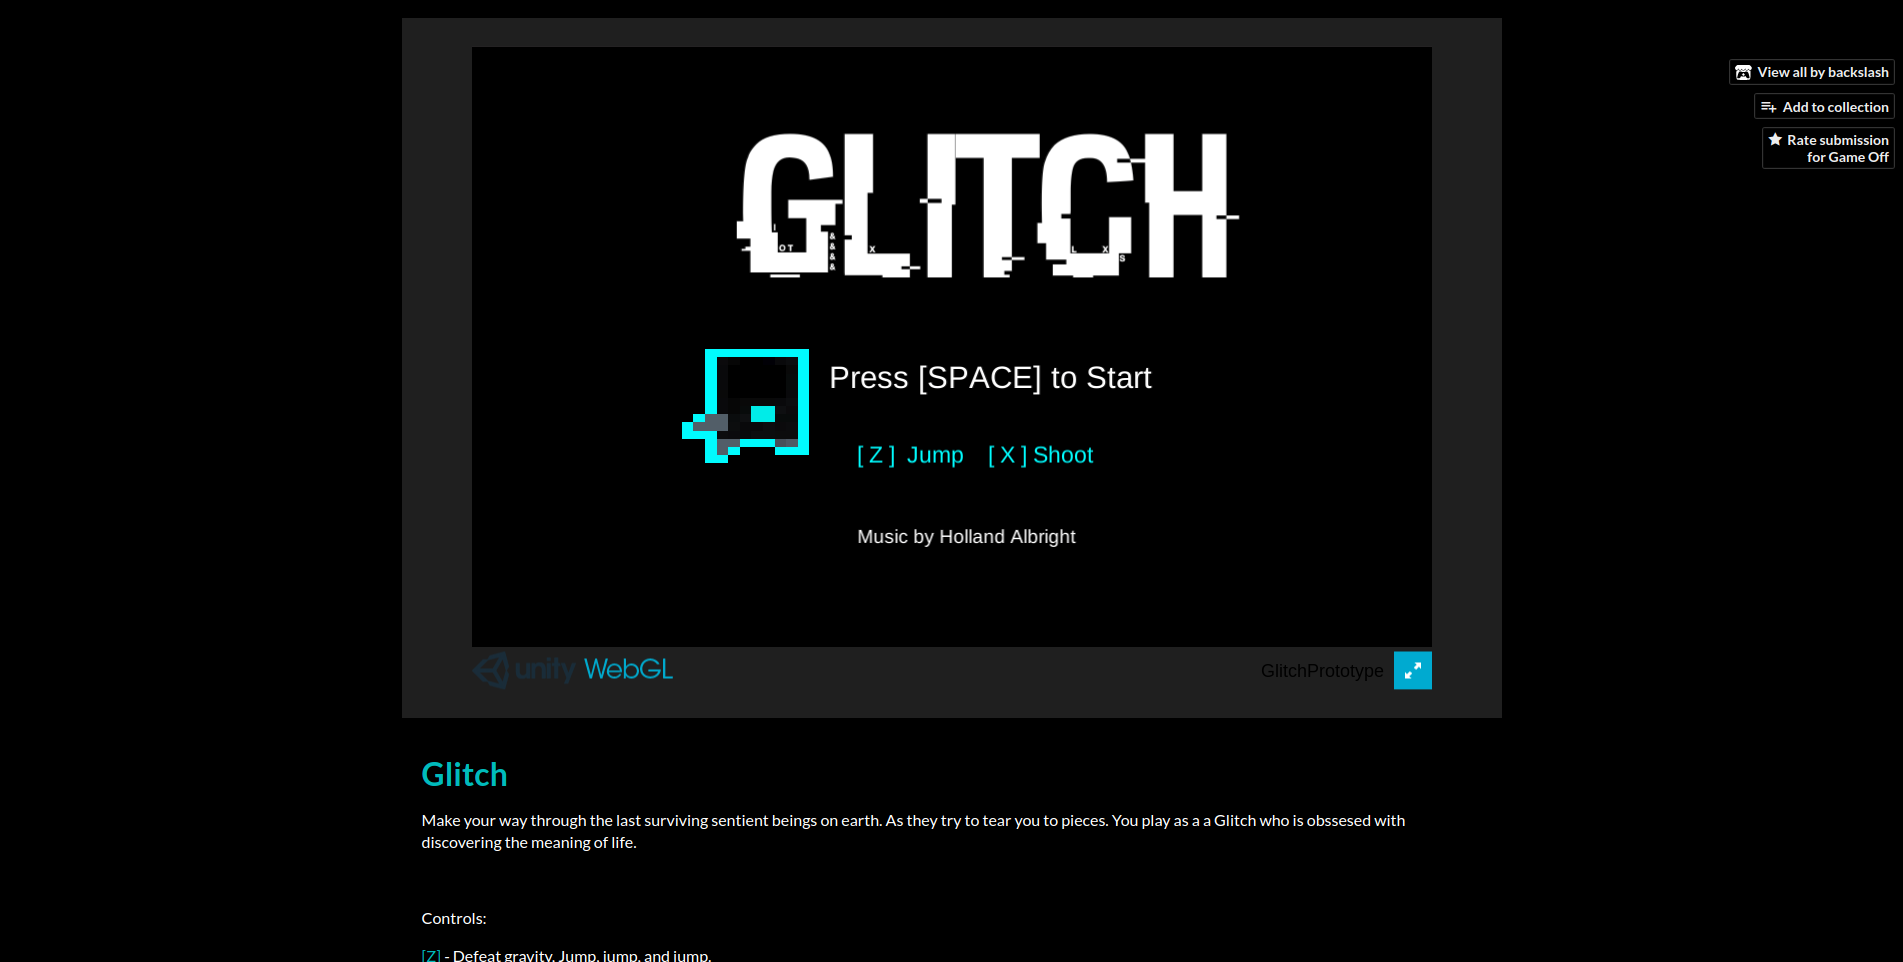 View all by backslash
Add to collection
Rate submission
for Game Off
GLITCH
Press [SPACE] to Start
[ Z ] Jump [ X ] Shoot
Music by Holland Albright
unity WebGL
GlitchPrototype
Glitch
Make your way through the last surviving sentient beings on earth. As they try to tear you to pieces. You play as a a Glitch who is obssesed with
discovering the meaning of life.
Controls:
[Z] - Defeat gravity. Jump, jump, and jump.